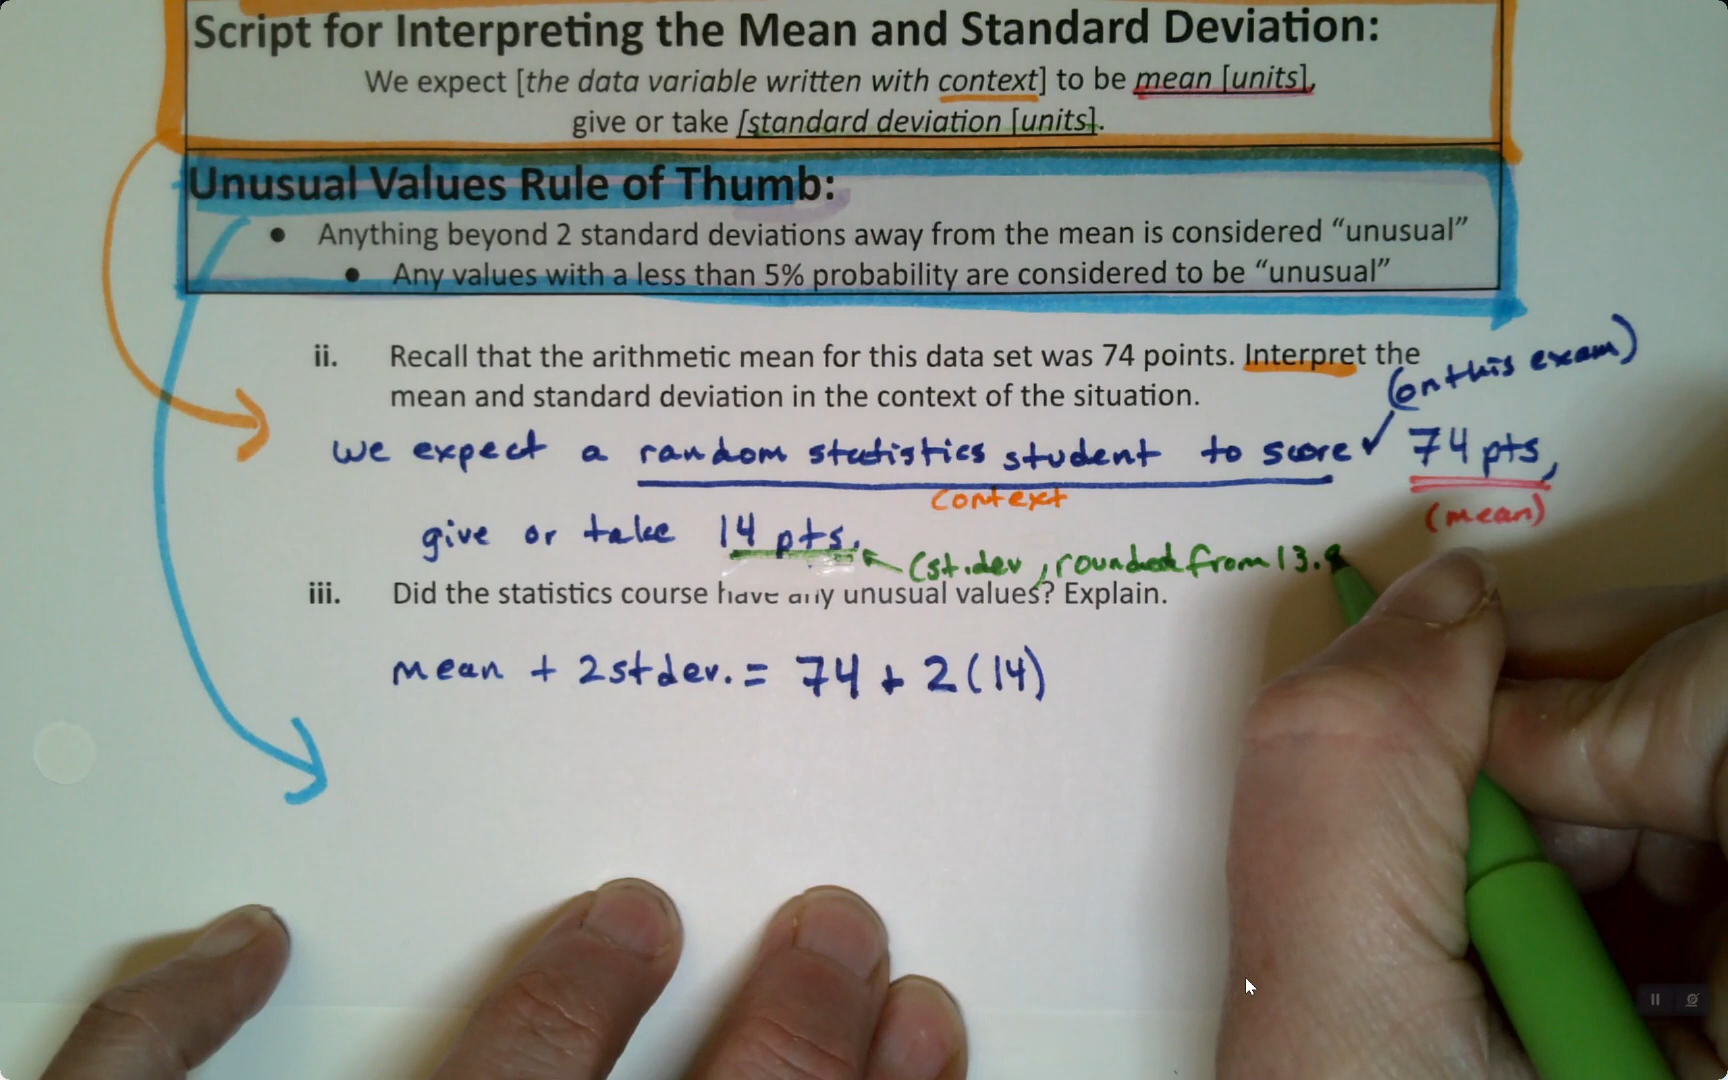 Script for Interpreting the Mean and Standard Deviation:
We expect [the data variable written with context] to be mean [units],
give or take [standard deviation [units].
Unusual Values Rule of Thumb:
• Anything beyond 2 standard deviations away from the mean is considered “unusual”
• Any values with a less than 5% probability are considered to be “unusual”
ii. Recall that the arithmetic mean for this data set was 74 points. Interpret the
mean and standard deviation in the context of the situation.
(on this exam)
We expect a random statistics student to score ✓ 74 pts,
context
(mean)
give or take 14 pts.
(st.dev, rounded from 13.
iii. Did the statistics course have any unusual values? Explain.
mean + 2 st dev. = 74 + 2(14)